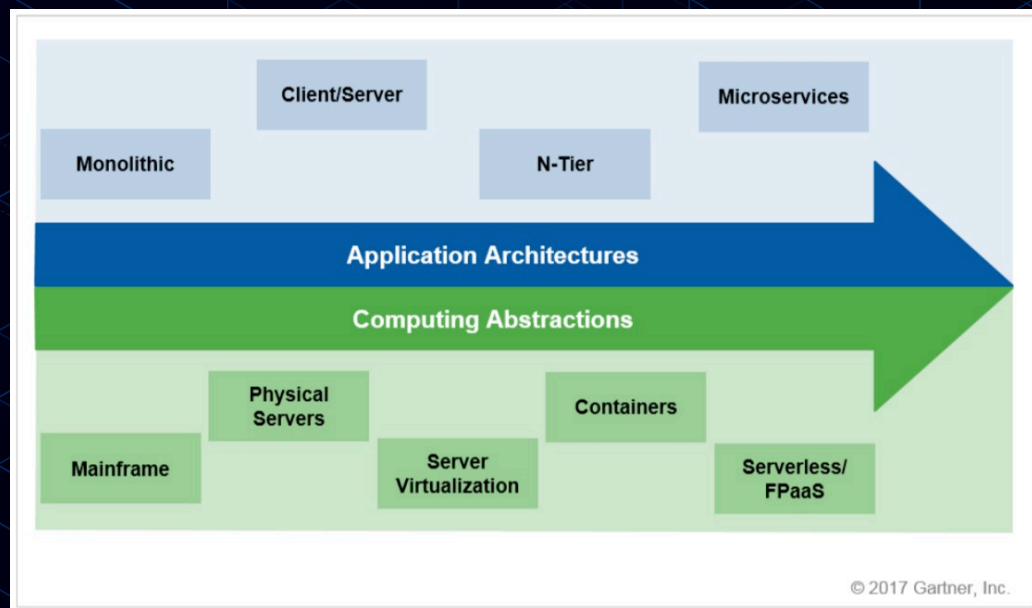 Client/Server
Microservices
Monolithic
N-Tier
Application Architectures
Computing Abstractions
Physical
Servers
Containers
Mainframe
Server
Virtualization
Serverless/
FPaaS
© 2017 Gartner, Inc.